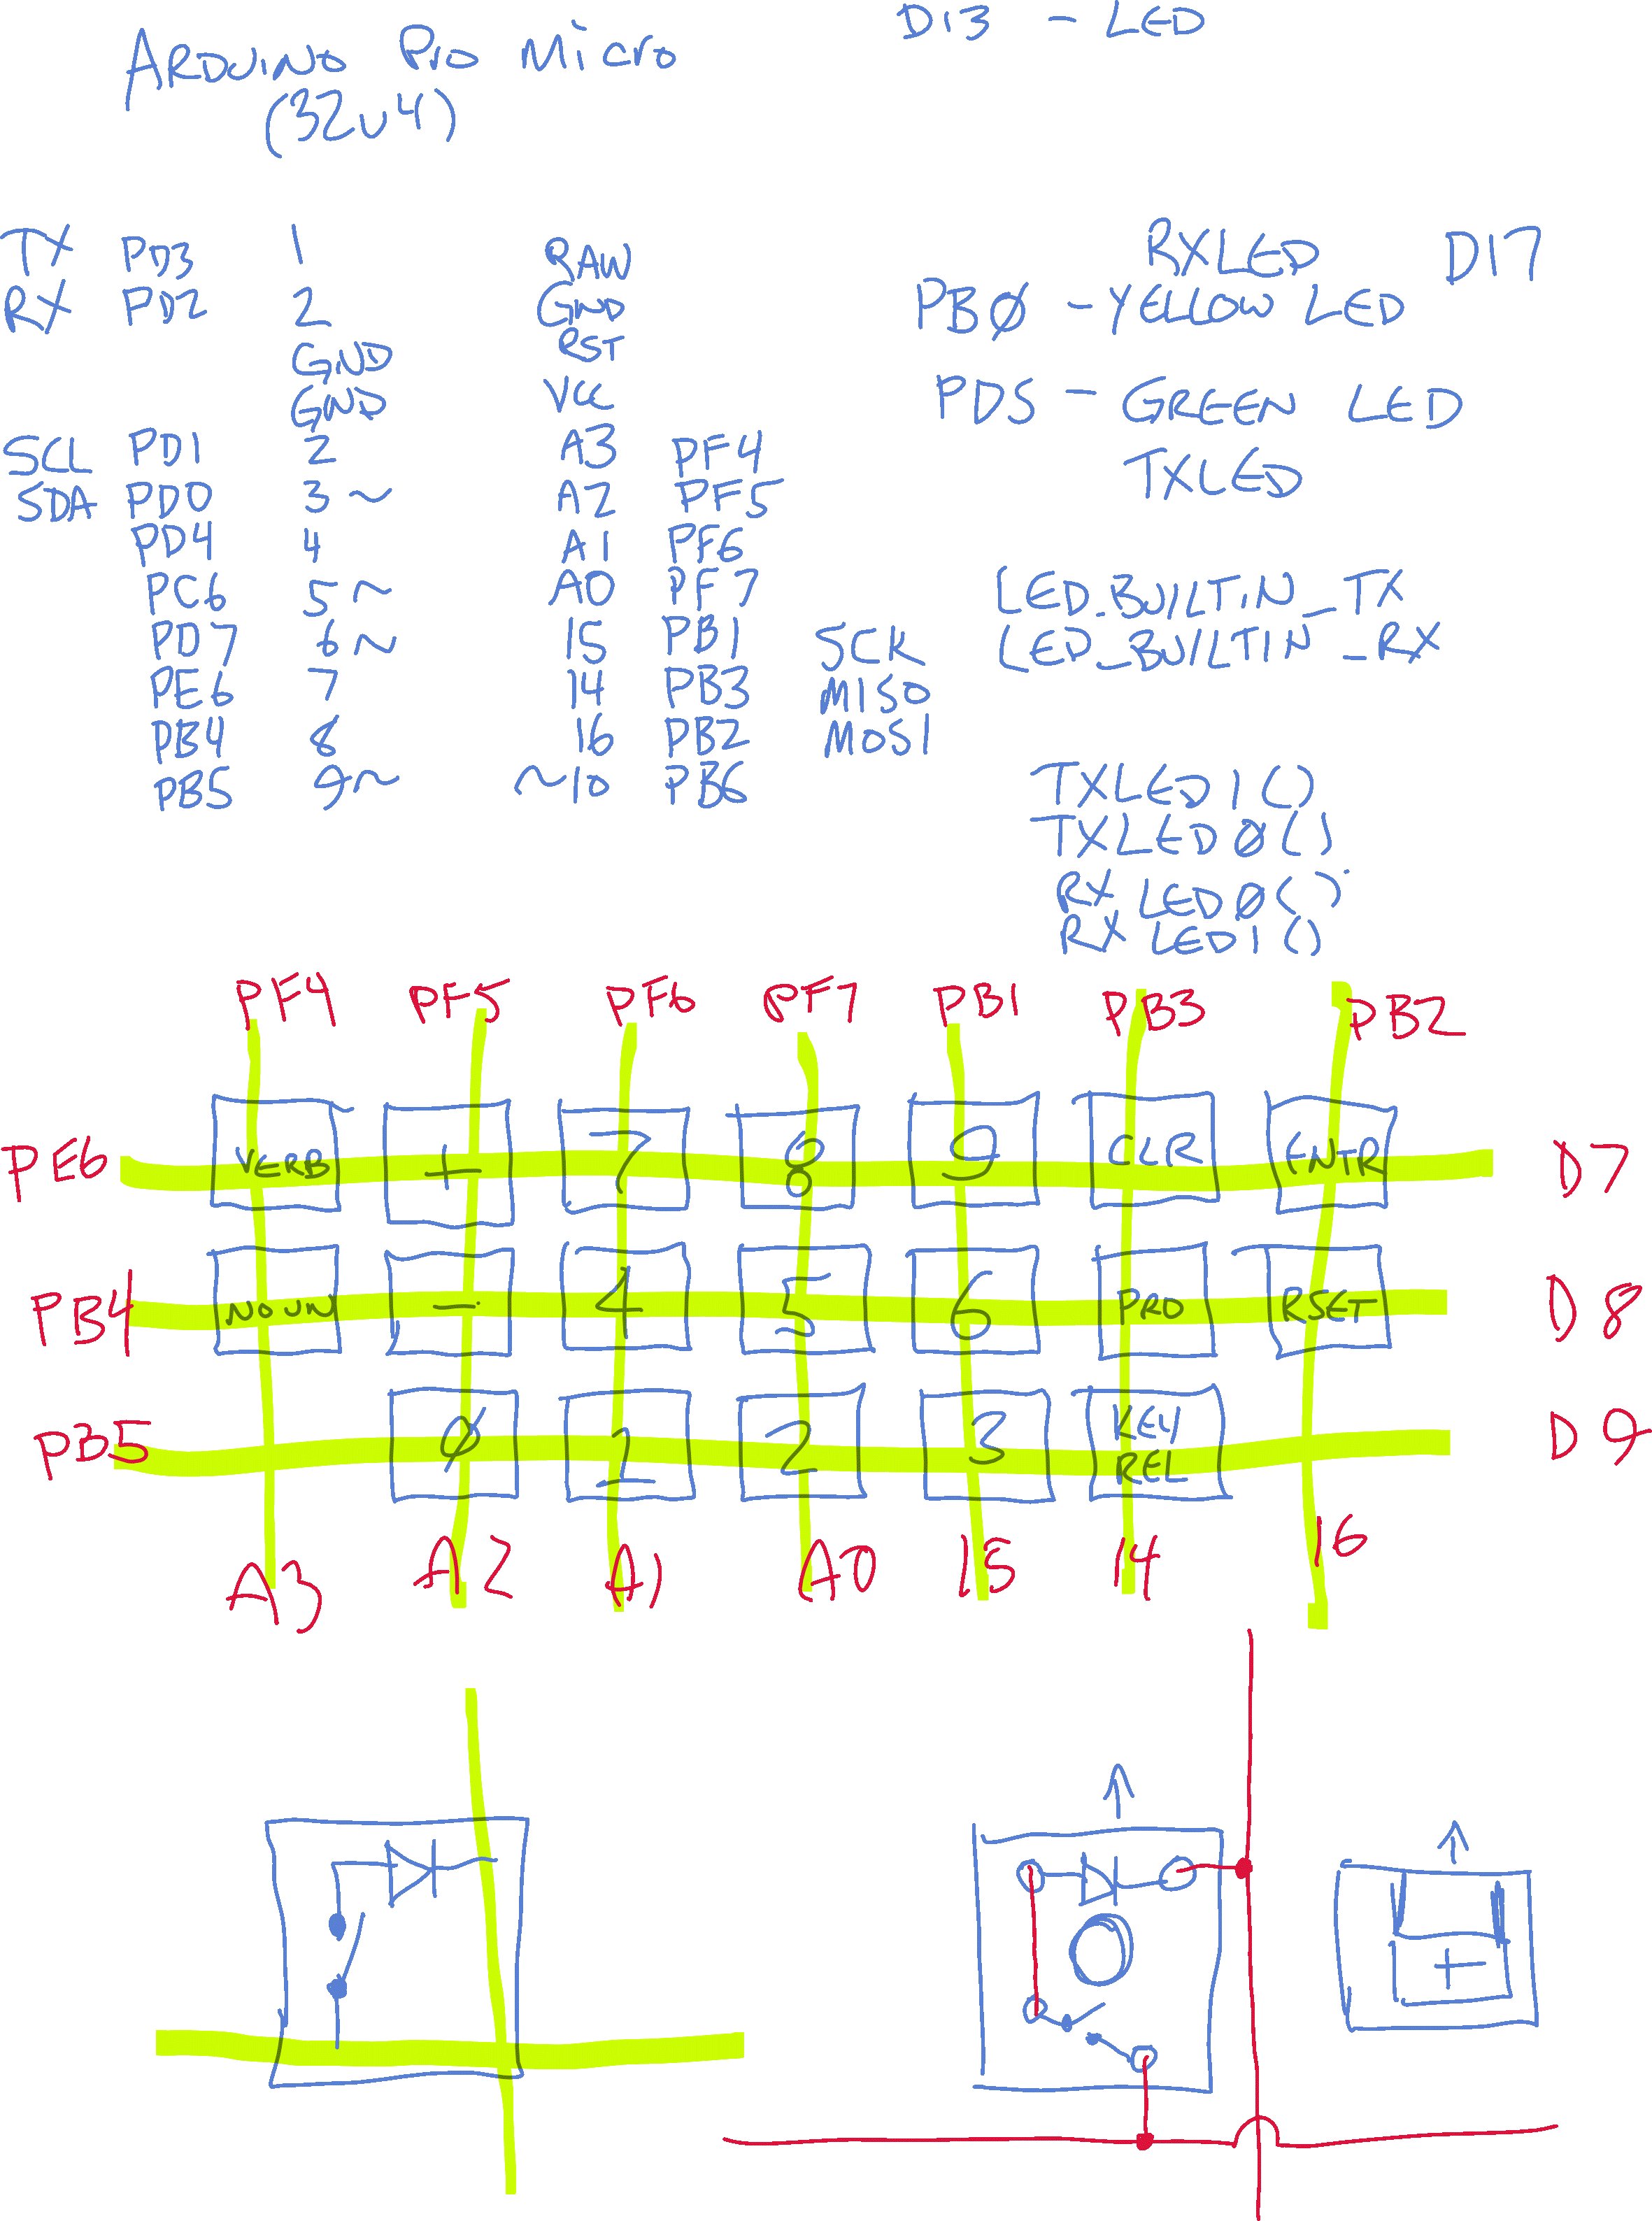 D13 - LED
ARDUINO Pro Micro
(32u4)
TX PD3 1 RAW
RX PD2 2 GND
GND RST
GND VCC
SCL PD1 2 A3 PF4
SDA PD0 3~ A2 PF5
PD4 4 A1 PF6
PC6 5~ A0 PF7
PD7 6~ 15 PB1 SCK
PE6 7 14 PB3 MISO
PB4 8 16 PB2 MOSI
PB5 9~ ~10 PB6
RXLED D17
PBØ - YELLOW LED
PD5 - GREEN LED
TXLED
LED_BUILTIN_TX
LED_BUILTIN_RX
TXLED1()
TXLEDØ()
RXLEDØ()
RXLED1()
PF4 PF5 PF6 PF7 PB1 PB3 PB2
PE6 VERB + 7 8 9 CLR ENTR D7
PB4 NOUN - 4 5 6 PRO RSET D8
PB5 Ø 1 2 3 KEY REL D9
A3 A2 A1 A0 15 14 16
+